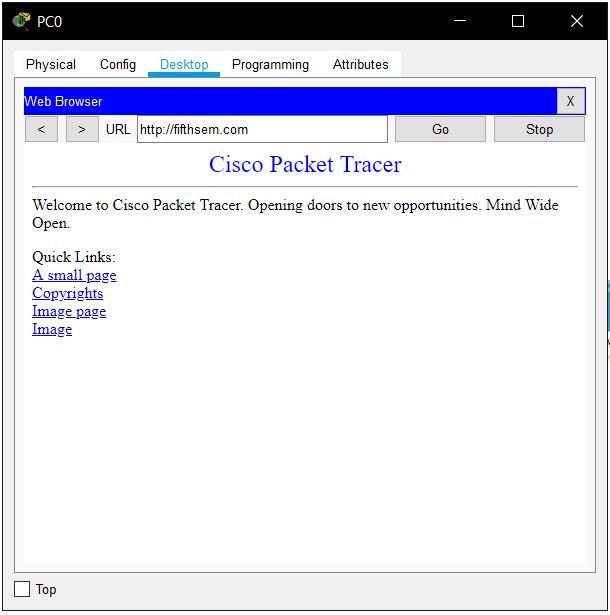 PC0
Physical Config Desktop Programming Attributes
Web Browser X
< > URL http://fifthsem.com Go Stop
Cisco Packet Tracer
Welcome to Cisco Packet Tracer. Opening doors to new opportunities. Mind Wide
Open.
Quick Links:
A small page
Copyrights
Image page
Image
Top